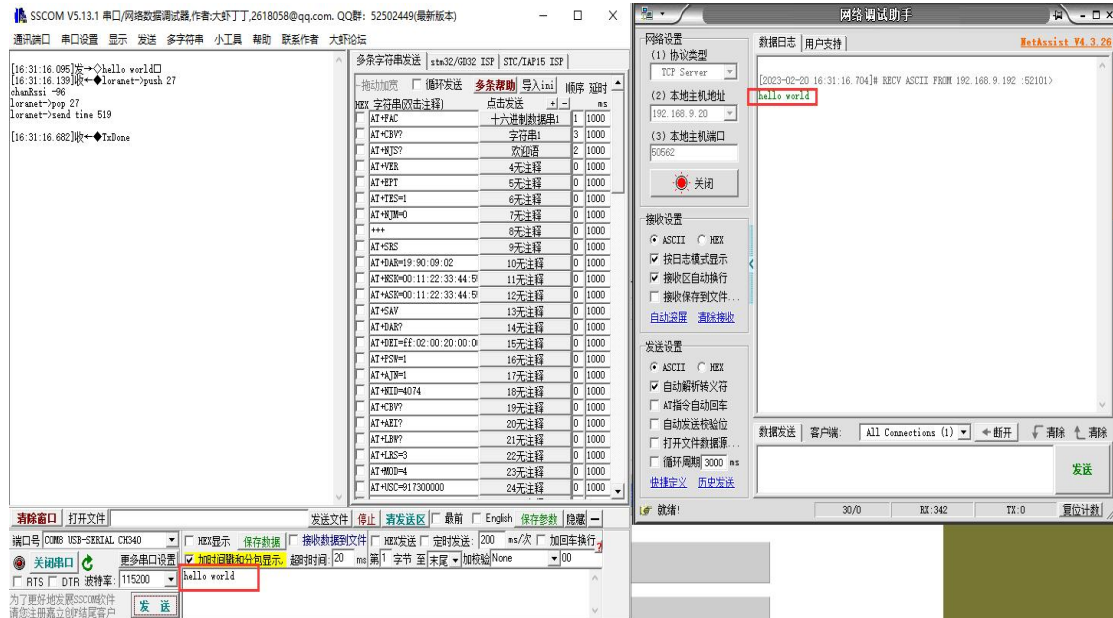 SSCOM V5.13.1 串口/网络数据调试器,作者:大虾丁丁,2618058@qq.com. QQ群: 52502449(最新版本)
通讯端口 串口设置 显示 发送 多字符串 小工具 帮助 联系作者 大虾论坛
[16:31:16.095]发→◇hello world□
[16:31:16.139]收←◆loranet->push 27
chanRssi -96
loranet->pop 27
loranet->send time 519
[16:31:16.682]收←◆TxDone
多条字符串发送 stm32/GD32 ISP STC/IAP15 ISP
拖动加宽 循环发送 多条帮助 导入ini 顺序 延时
HEX 字符串(双击注释) 点击发送 + - ms
AT+FAC 十六进制数据串1 1 1000
AT+CBV? 字符串1 3 1000
AT+NJS? 欢迎语 2 1000
AT+VER 4无注释 0 1000
AT+EPT 5无注释 0 1000
AT+TES=1 6无注释 0 1000
AT+NJM=0 7无注释 0 1000
+++ 8无注释 0 1000
AT+SRS 9无注释 0 1000
AT+DAR=19:90:09:02 10无注释 0 1000
AT+NSK=00:11:22:33:44:5 11无注释 0 1000
AT+ASK=00:11:22:33:44:5 12无注释 0 1000
AT+SAV 13无注释 0 1000
AT+DAR? 14无注释 0 1000
AT+DEI=ff:02:00:20:00:0 15无注释 0 1000
AT+PSW=1 16无注释 0 1000
AT+AJN=1 17无注释 0 1000
AT+NID=4074 18无注释 0 1000
AT+CBV? 19无注释 0 1000
AT+AEI? 20无注释 0 1000
AT+LBW? 21无注释 0 1000
AT+LRS=3 22无注释 0 1000
AT+MOD=4 23无注释 0 1000
AT+USC=917300000 24无注释 0 1000
清除窗口 打开文件 发送文件 停止 清发送区 最前 English 保存参数 隐藏 —
端口号 COM8 USB-SERIAL CH340 HEX显示 保存数据 接收数据到文件 HEX发送 定时发送: 200 ms/次 加回车换行
关闭串口 更多串口设置 加时间戳和分包显示, 超时时间: 20 ms 第 1 字节 至 末尾 加校验 None 00
RTS DTR 波特率: 115200 hello world
为了更好地发展SSCOM软件
请您注册嘉立创F结尾客户
发 送
网络调试助手
网络设置
(1) 协议类型
TCP Server
(2) 本地主机地址
192.168.9.20
(3) 本地主机端口
50562
关闭
接收设置
ASCII HEX
按日志模式显示
接收区自动换行
接收保存到文件...
自动滚屏 清除接收
发送设置
ASCII HEX
自动解析转义符
AT指令自动回车
自动发送校验位
打开文件数据源...
循环周期 3000 ms
快捷定义 历史发送
数据日志 用户支持 NetAssist V4.3.26
[2023-02-20 16:31:16.704]# RECV ASCII FROM 192.168.9.192 :52101>
hello world
数据发送 客户端: All Connections (1) 断开 清除 清除
发送
就绪! 30/0 RX:342 TX:0 复位计数